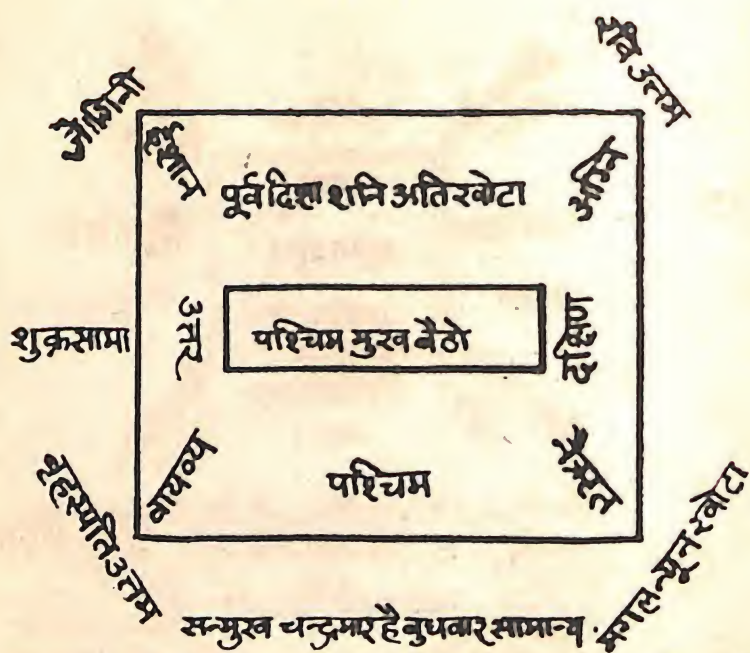 जोगिनी
रवि उत्तम
ईशान
पूर्व दिशा शनि अति खोटा
अग्नि
शुक्र सामा
उत्तर
पश्चिम मुख बैठो
दक्षिण
वायव्य
पश्चिम
नैऋत
बृहस्पति उत्तम
सन्मुख चन्द्रमा रहै बुधवार सामान्य .
मंगल न्यून खोटा